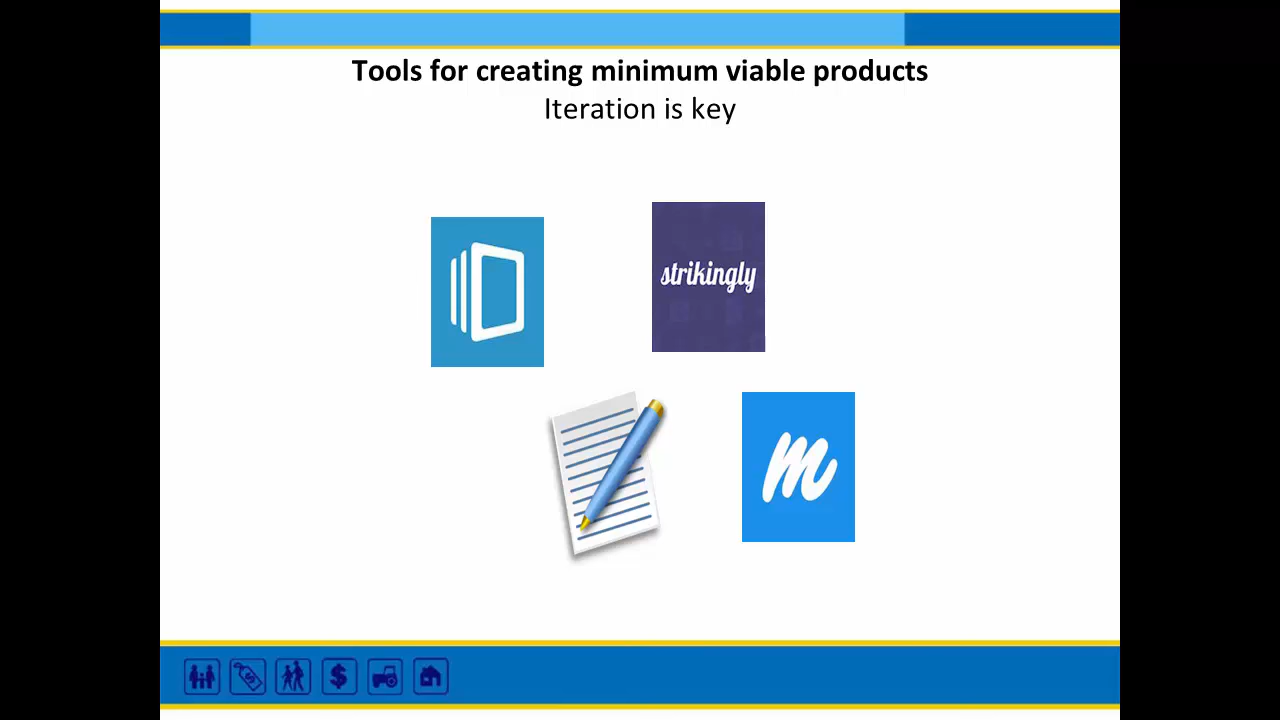 Tools for creating minimum viable products
Iteration is key
strikingly
m
$